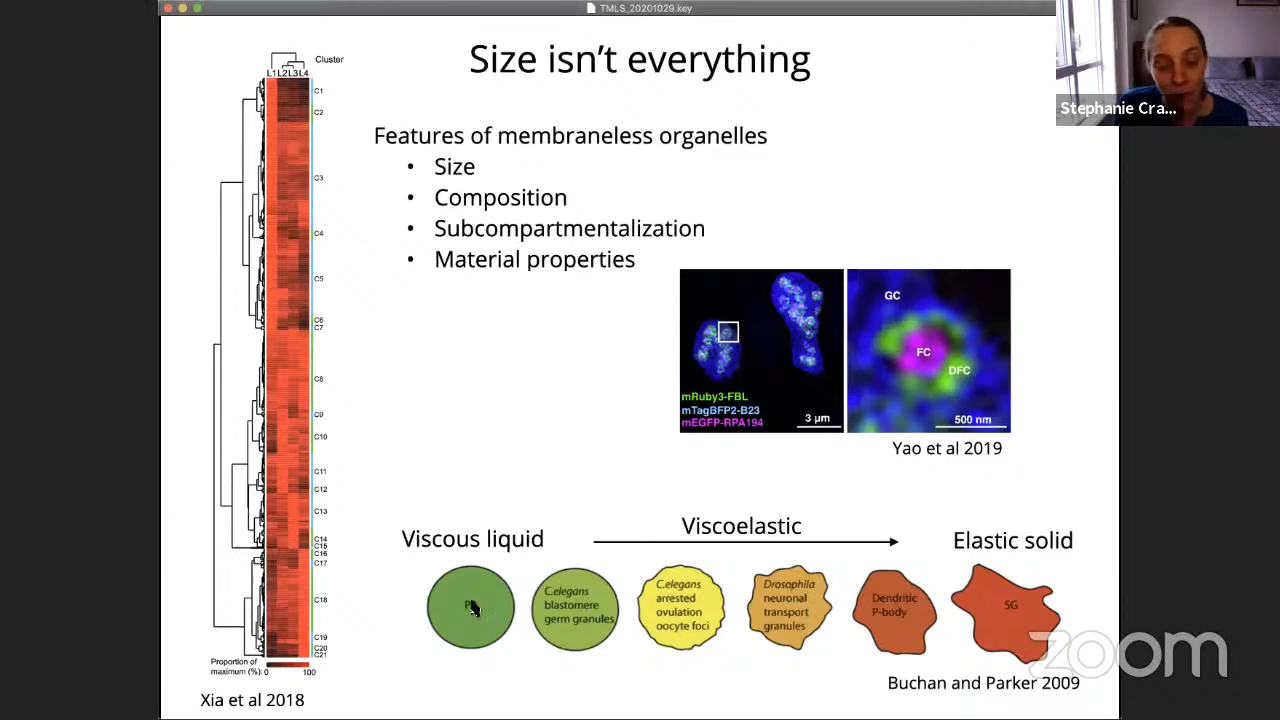 TMLS_20201029.key
Size isn't everything
Stephanie Cra...
Cluster
L1 L2 L3 L4
C1
C2
C3
C4
C5
C6
C7
C8
C9
C10
C11
C12
C13
C14
C15
C16
C17
C18
C19
C20
C21
Proportion of
maximum (%): 0 100
Xia et al 2018
Features of membraneless organelles
• Size
• Composition
• Subcompartmentalization
• Material properties
mRuby3-FBL
mTagBFP2-B23
mEGFP-RPA194
3 μm
GC
FC
DFC
500 nm
Yao et al 2019
Viscous liquid
Viscoelastic
Elastic solid
C.elegans
blastomere
germ granules
C.elegans
arrested
ovulation
oocyte foci
Drosophila
neuronal
transport
granules
Dendritic
P-body
SG
Buchan and Parker 2009
zoom